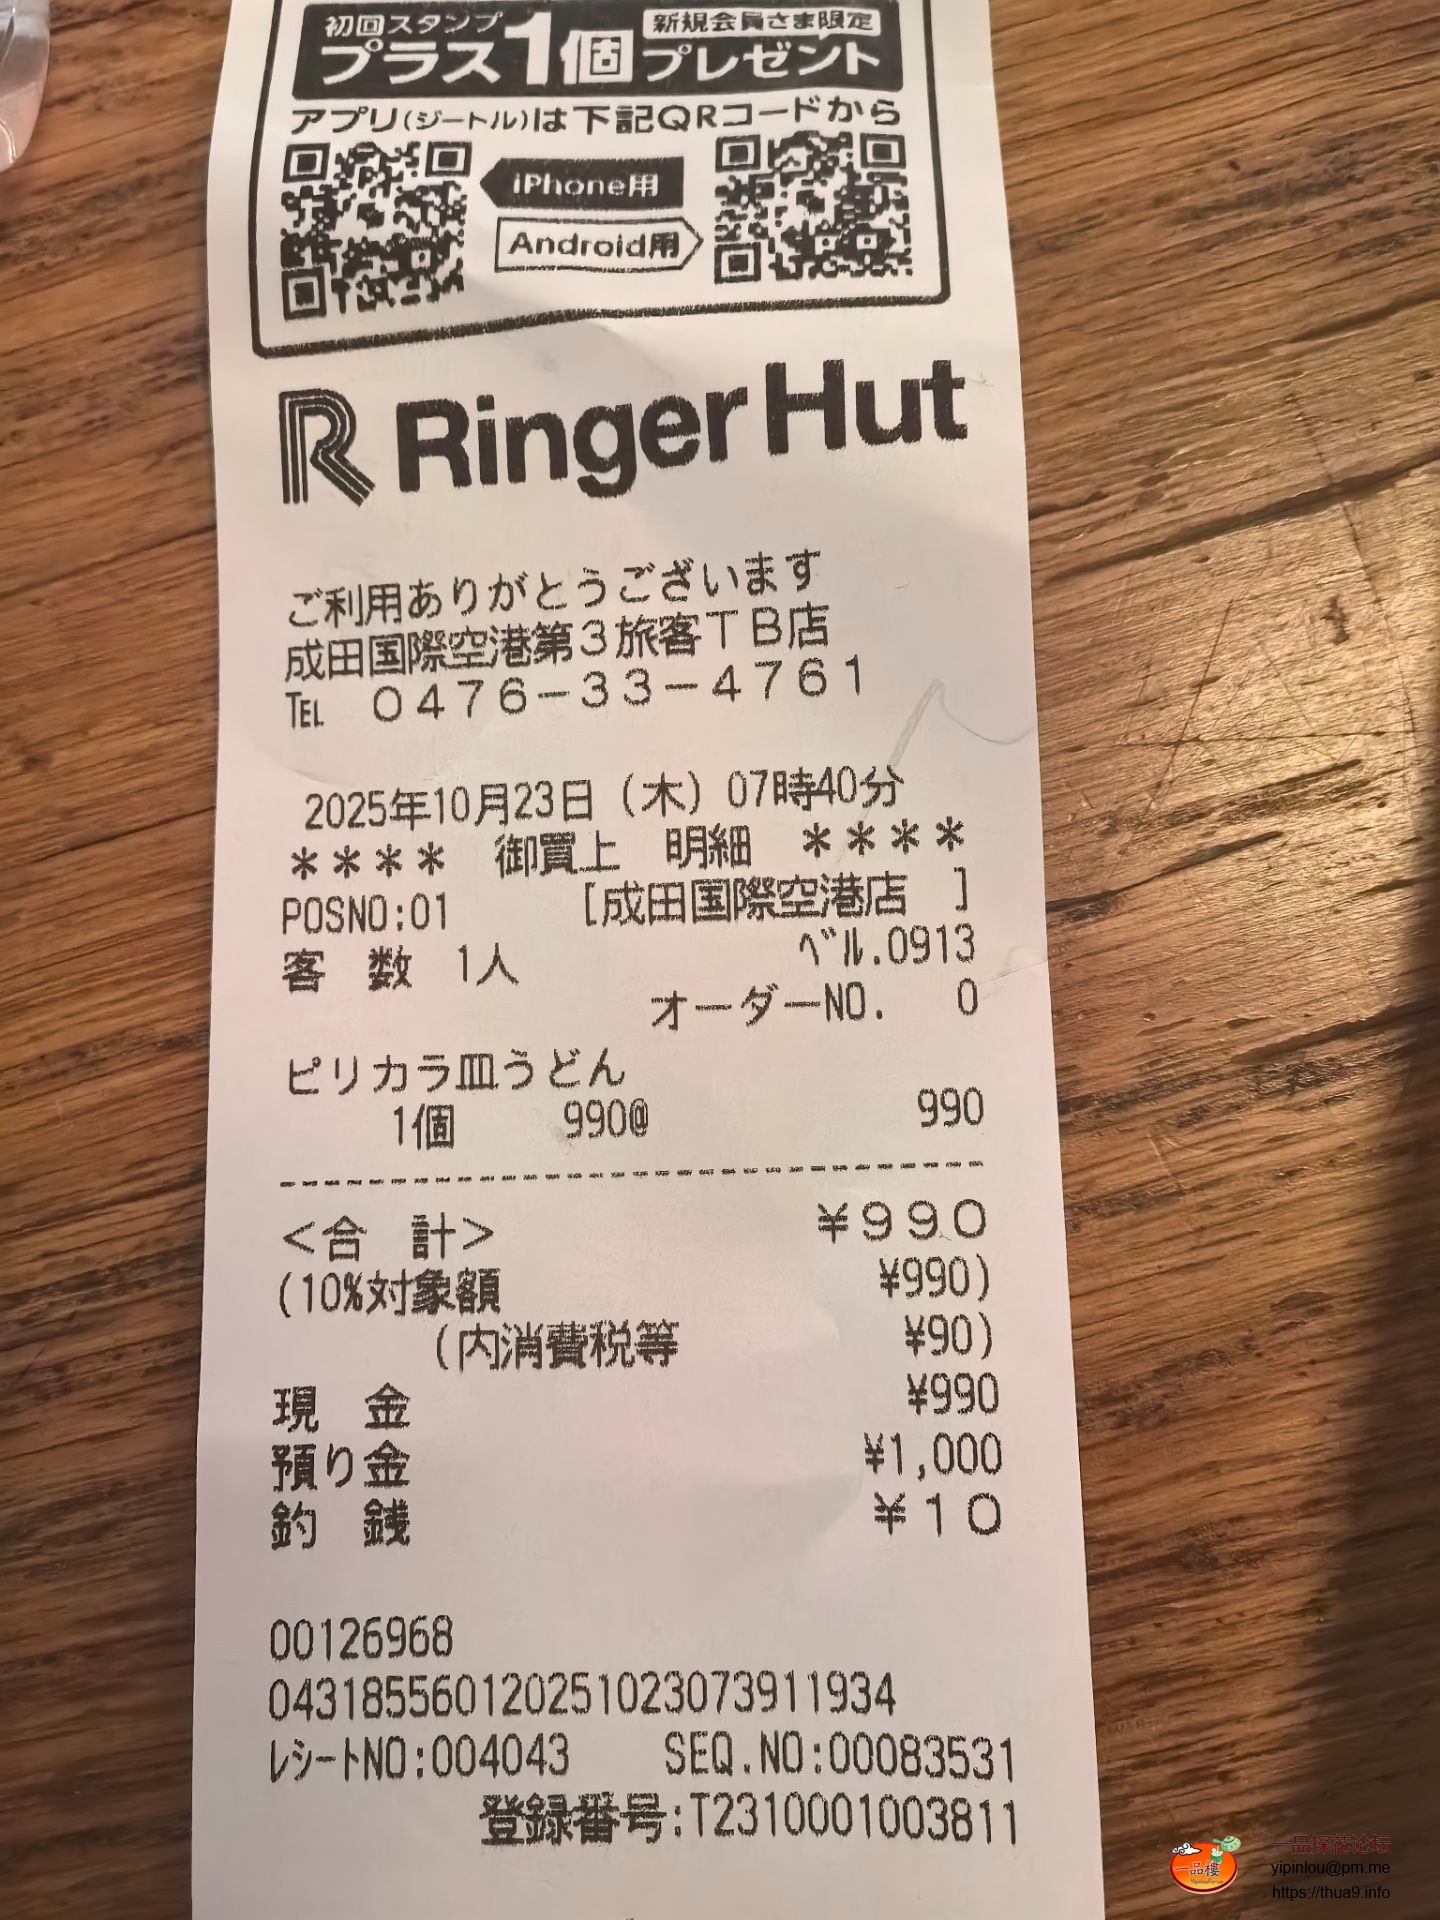 初回スタンプ 新規会員さま限定
プラス1個プレゼント
アプリ(ジートル)は下記QRコードから
iPhone用
Android用
R RingerHut
ご利用ありがとうございます
成田国際空港第3旅客TB店
℡ 0476-33-4761
2025年10月23日(木)07時40分
**** 御買上 明細 ****
POSNO:01 [成田国際空港店 ]
客 数 1人 ベル.0913
オーダーNO. 0
ピリカラ皿うどん
1個 990@ 990
--------------------------------
<合 計> ¥990
(10%対象額 ¥990)
(内消費税等 ¥90)
現 金 ¥990
預り金 ¥1,000
釣 銭 ¥10
00126968
0431855601202510230739​11934
レシートNO:004043 SEQ.NO:00083531
登録番号:T2310001003811
一品樓
一品探花论坛
yipinlou@pm.me
https://thua9.info